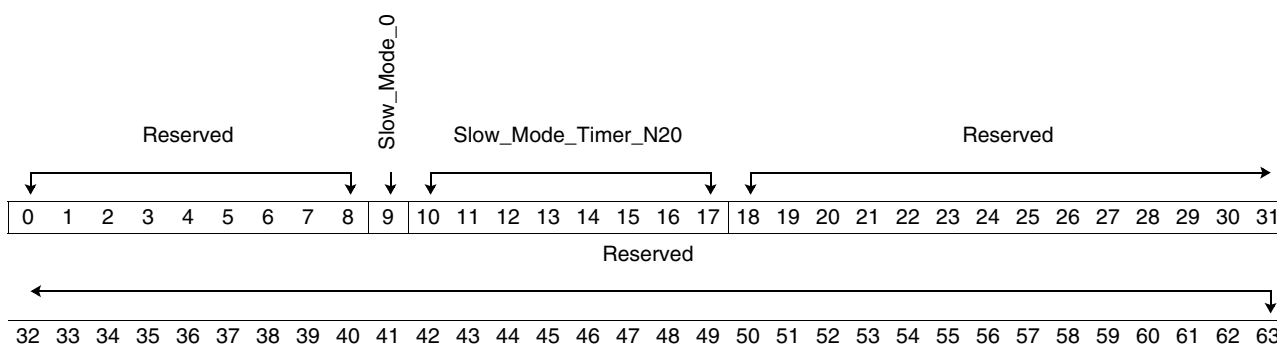 Slow_Mode_0
Reserved Slow_Mode_Timer_N20 Reserved
0 1 2 3 4 5 6 7 8 9 10 11 12 13 14 15 16 17 18 19 20 21 22 23 24 25 26 27 28 29 30 31
Reserved
32 33 34 35 36 37 38 39 40 41 42 43 44 45 46 47 48 49 50 51 52 53 54 55 56 57 58 59 60 61 62 63